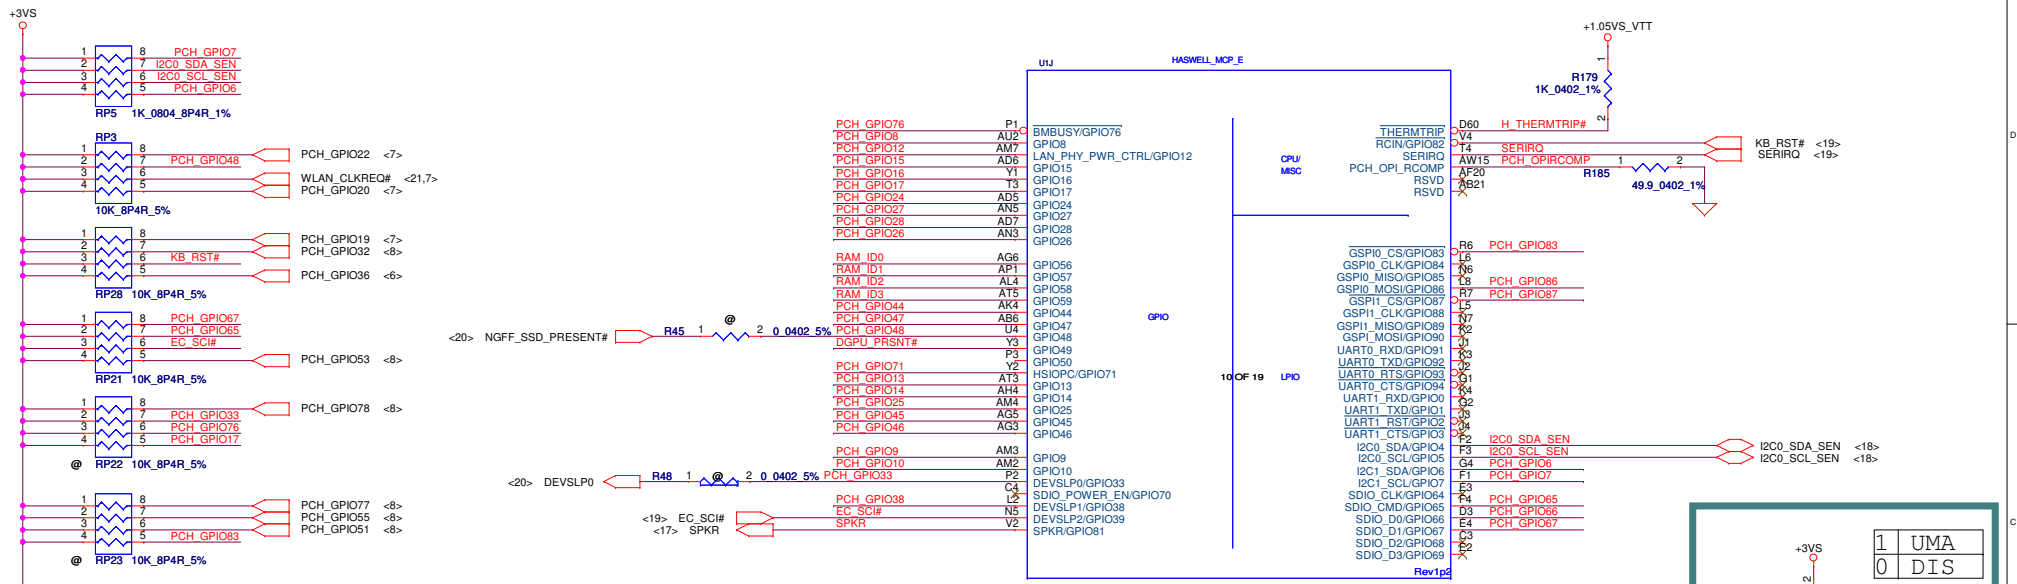 +3VS
1 8 PCH_GPIO7
2 7 I2C0_SDA_SEN
3 6 I2C0_SCL_SEN
4 5 PCH_GPIO6
RP5 1K_0804_8P4R_1%
RP3
1 8 PCH_GPIO22 <7>
2 7 PCH_GPIO48
3 6 WLAN_CLKREQ# <21,7>
4 5 PCH_GPIO20 <7>
10K_8P4R_5%
1 8 PCH_GPIO19 <7>
2 7 PCH_GPIO32 <8>
3 6 KB_RST#
4 5 PCH_GPIO36 <6>
RP28 10K_8P4R_5%
1 8 PCH_GPIO67
2 7 PCH_GPIO65
3 6 EC_SCI#
4 5 PCH_GPIO53 <8>
RP21 10K_8P4R_5%
1 8 PCH_GPIO78 <8>
2 7 PCH_GPIO33
3 6 PCH_GPIO76
4 5 PCH_GPIO17
@ RP22 10K_8P4R_5%
1 8 PCH_GPIO77 <8>
2 7 PCH_GPIO55 <8>
3 6 PCH_GPIO51 <8>
4 5 PCH_GPIO83
@ RP23 10K_8P4R_5%
U1J HASWELL_MCP_E
PCH_GPIO76 P1 BMBUSY/GPIO76
PCH_GPIO8 AU2 GPIO8
PCH_GPIO12 AM7 LAN_PHY_PWR_CTRL/GPIO12
PCH_GPIO15 AD6 GPIO15
PCH_GPIO16 Y1 GPIO16
PCH_GPIO17 T3 GPIO17
PCH_GPIO24 AD5 GPIO24
PCH_GPIO27 AN5 GPIO27
PCH_GPIO28 AD7 GPIO28
PCH_GPIO26 AN3 GPIO26
RAM_ID0 AG6 GPIO56
RAM_ID1 AP1 GPIO57
RAM_ID2 AL4 GPIO58
RAM_ID3 AT5 GPIO59
PCH_GPIO44 AK4 GPIO44
PCH_GPIO47 AB6 GPIO47
<20> NGFF_SSD_PRESENT# R45 1 @ 2 0_0402_5% PCH_GPIO48 U4 GPIO48
DGPU_PRSNT# Y3 GPIO49
P3 GPIO50
PCH_GPIO71 Y2 HSIOPC/GPIO71
PCH_GPIO13 AT3 GPIO13
PCH_GPIO14 AH4 GPIO14
PCH_GPIO25 AM4 GPIO25
PCH_GPIO45 AG5 GPIO45
PCH_GPIO46 AG3 GPIO46
PCH_GPIO9 AM3 GPIO9
PCH_GPIO10 AM2 GPIO10
<20> DEVSLP0 R48 1 @ 2 0_0402_5% PCH_GPIO33 P2 DEVSLP0/GPIO33
C4 SDIO_POWER_EN/GPIO70
PCH_GPIO38 L2 DEVSLP1/GPIO38
<19> EC_SCI# EC_SCI# N5 DEVSLP2/GPIO39
<17> SPKR SPKR V2 SPKR/GPIO81
CPU/
MISC
GPIO
10 OF 19 LPIO
+1.05VS_VTT
1
R179
1K_0402_1%
2
THERMTRIP D60 H_THERMTRIP#
RCIN/GPIO82 V4 KB_RST# <19>
SERIRQ T4 SERIRQ SERIRQ <19>
PCH_OPI_RCOMP AW15 PCH_OPIRCOMP 1 2
R185 49.9_0402_1%
RSVD AF20
RSVD AB21
GSPI0_CS/GPIO83 R6 PCH_GPIO83
GSPI0_CLK/GPIO84 L6
GSPI0_MISO/GPIO85 N6
GSPI0_MOSI/GPIO86 L8 PCH_GPIO86
GSPI1_CS/GPIO87 R7 PCH_GPIO87
GSPI1_CLK/GPIO88 L5
GSPI1_MISO/GPIO89 N7
GSPI_MOSI/GPIO90 K2
UART0_RXD/GPIO91 J1
UART0_TXD/GPIO92 K3
UART0_RTS/GPIO93 J2
UART0_CTS/GPIO94 G1
UART1_RXD/GPIO0 K4
UART1_TXD/GPIO1 G2
UART1_RST/GPIO2 J3
UART1_CTS/GPIO3 J4
I2C0_SDA/GPIO4 F2 I2C0_SDA_SEN I2C0_SDA_SEN <18>
I2C0_SCL/GPIO5 F3 I2C0_SCL_SEN I2C0_SCL_SEN <18>
I2C1_SDA/GPIO6 G4 PCH_GPIO6
I2C1_SCL/GPIO7 F1 PCH_GPIO7
SDIO_CLK/GPIO64 E3
SDIO_CMD/GPIO65 F4 PCH_GPIO65
SDIO_D0/GPIO66 D3 PCH_GPIO66
SDIO_D1/GPIO67 E4 PCH_GPIO67
SDIO_D2/GPIO68 C3
SDIO_D3/GPIO69 E2
Rev1p2
D
C
+3VS
2
1 UMA
0 DIS